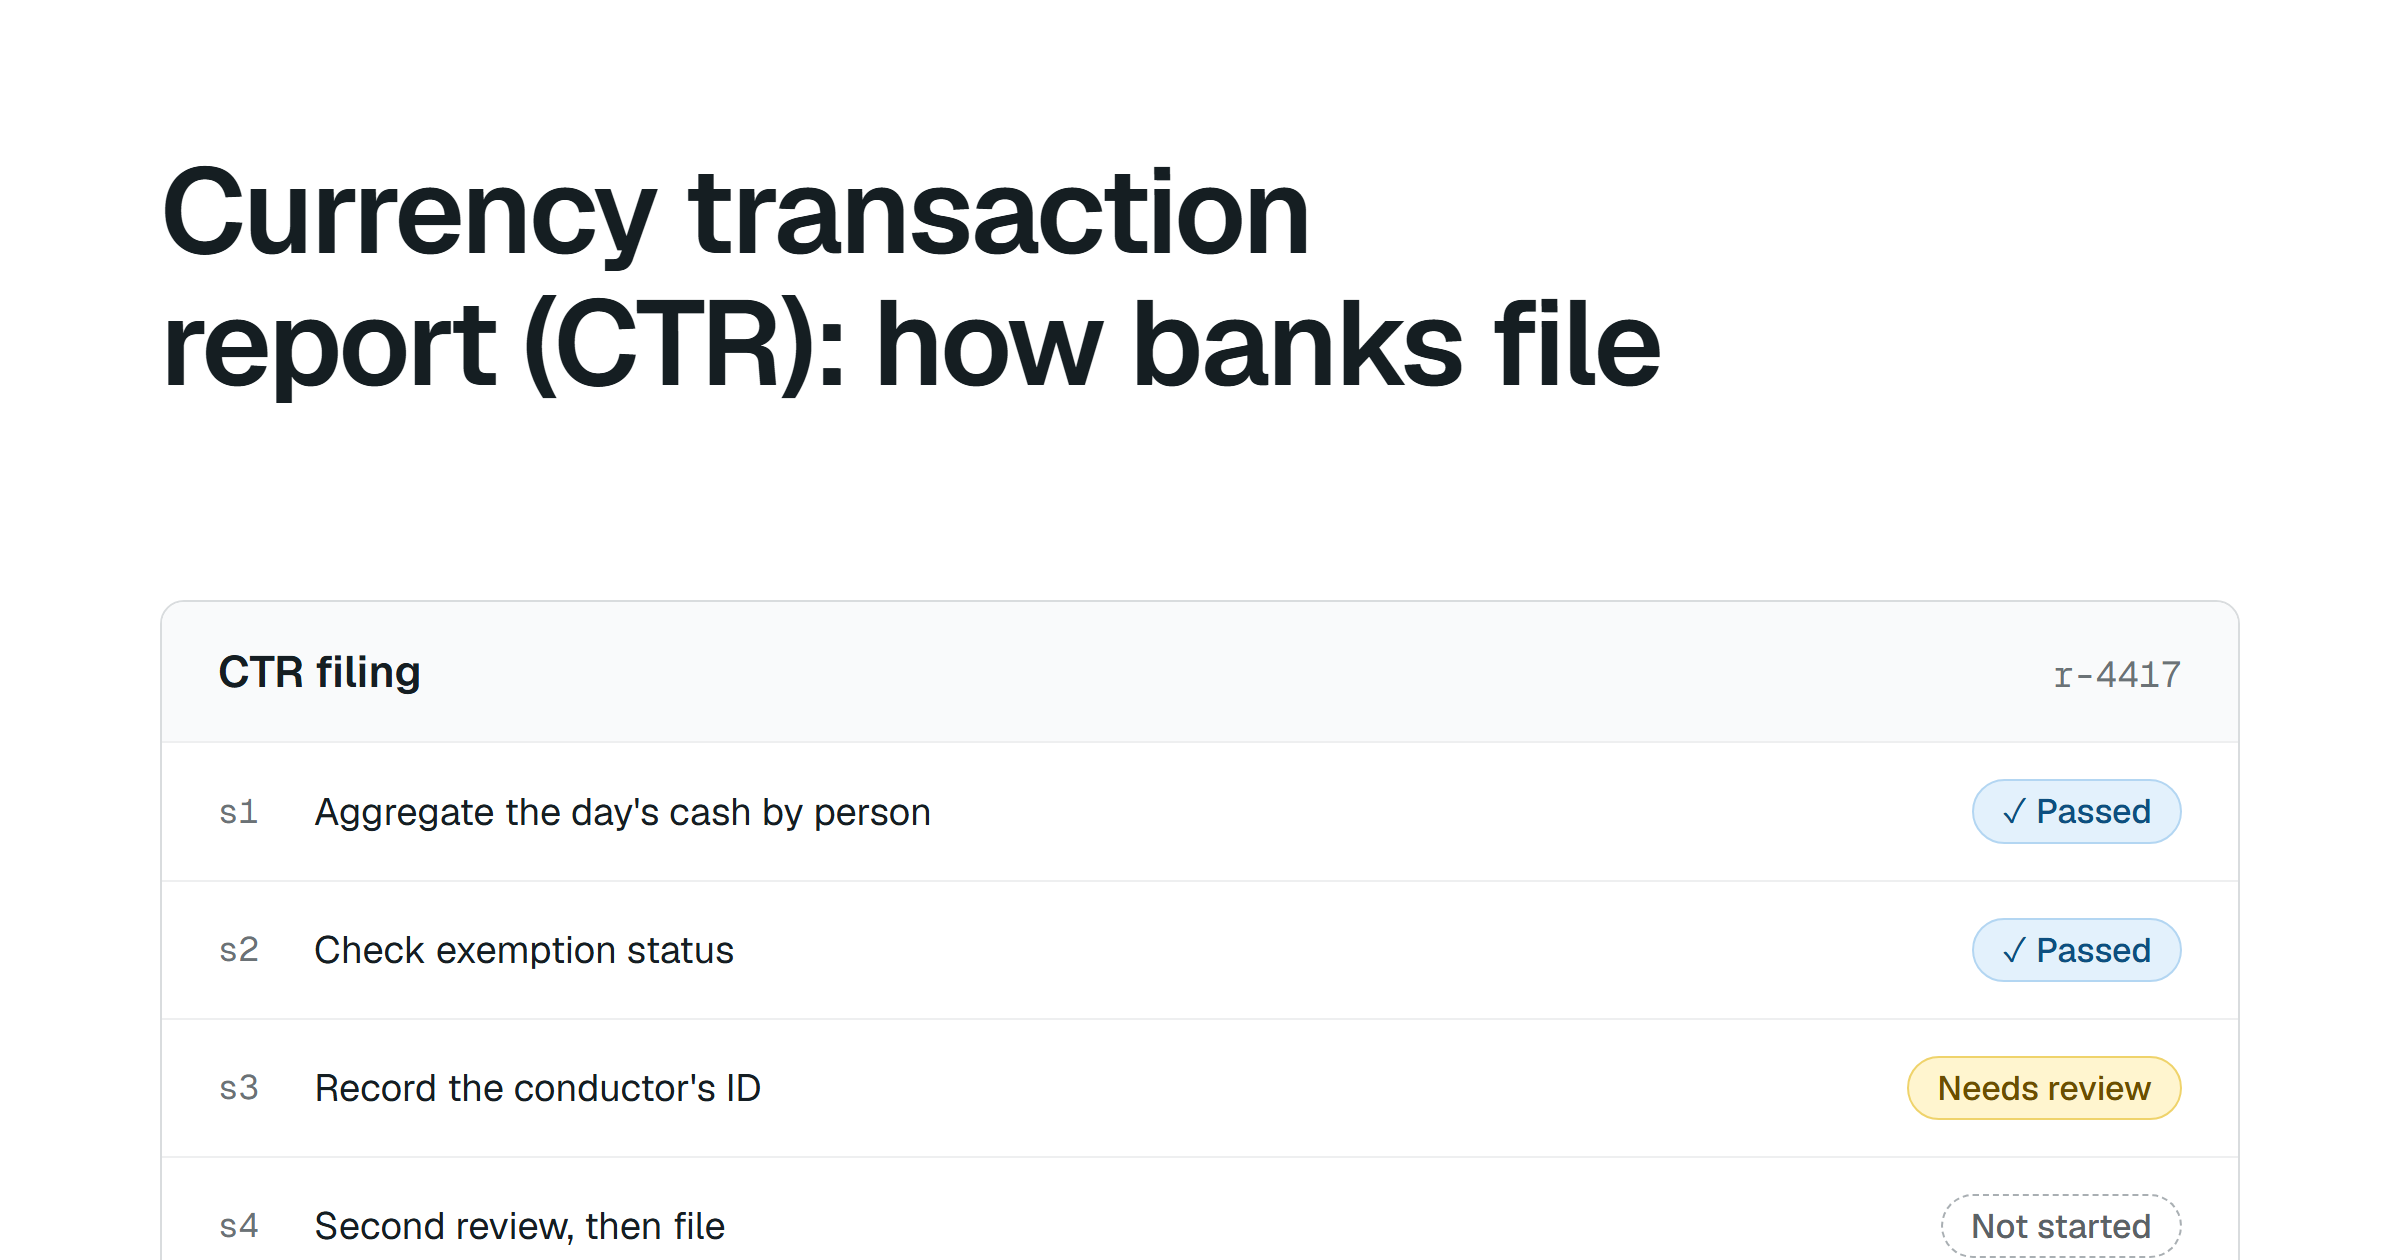 Currency transaction
report (CTR): how banks file
CTR filing r-4417
s1 Aggregate the day's cash by person ✓ Passed
s2 Check exemption status ✓ Passed
s3 Record the conductor's ID Needs review
s4 Second review, then file Not started